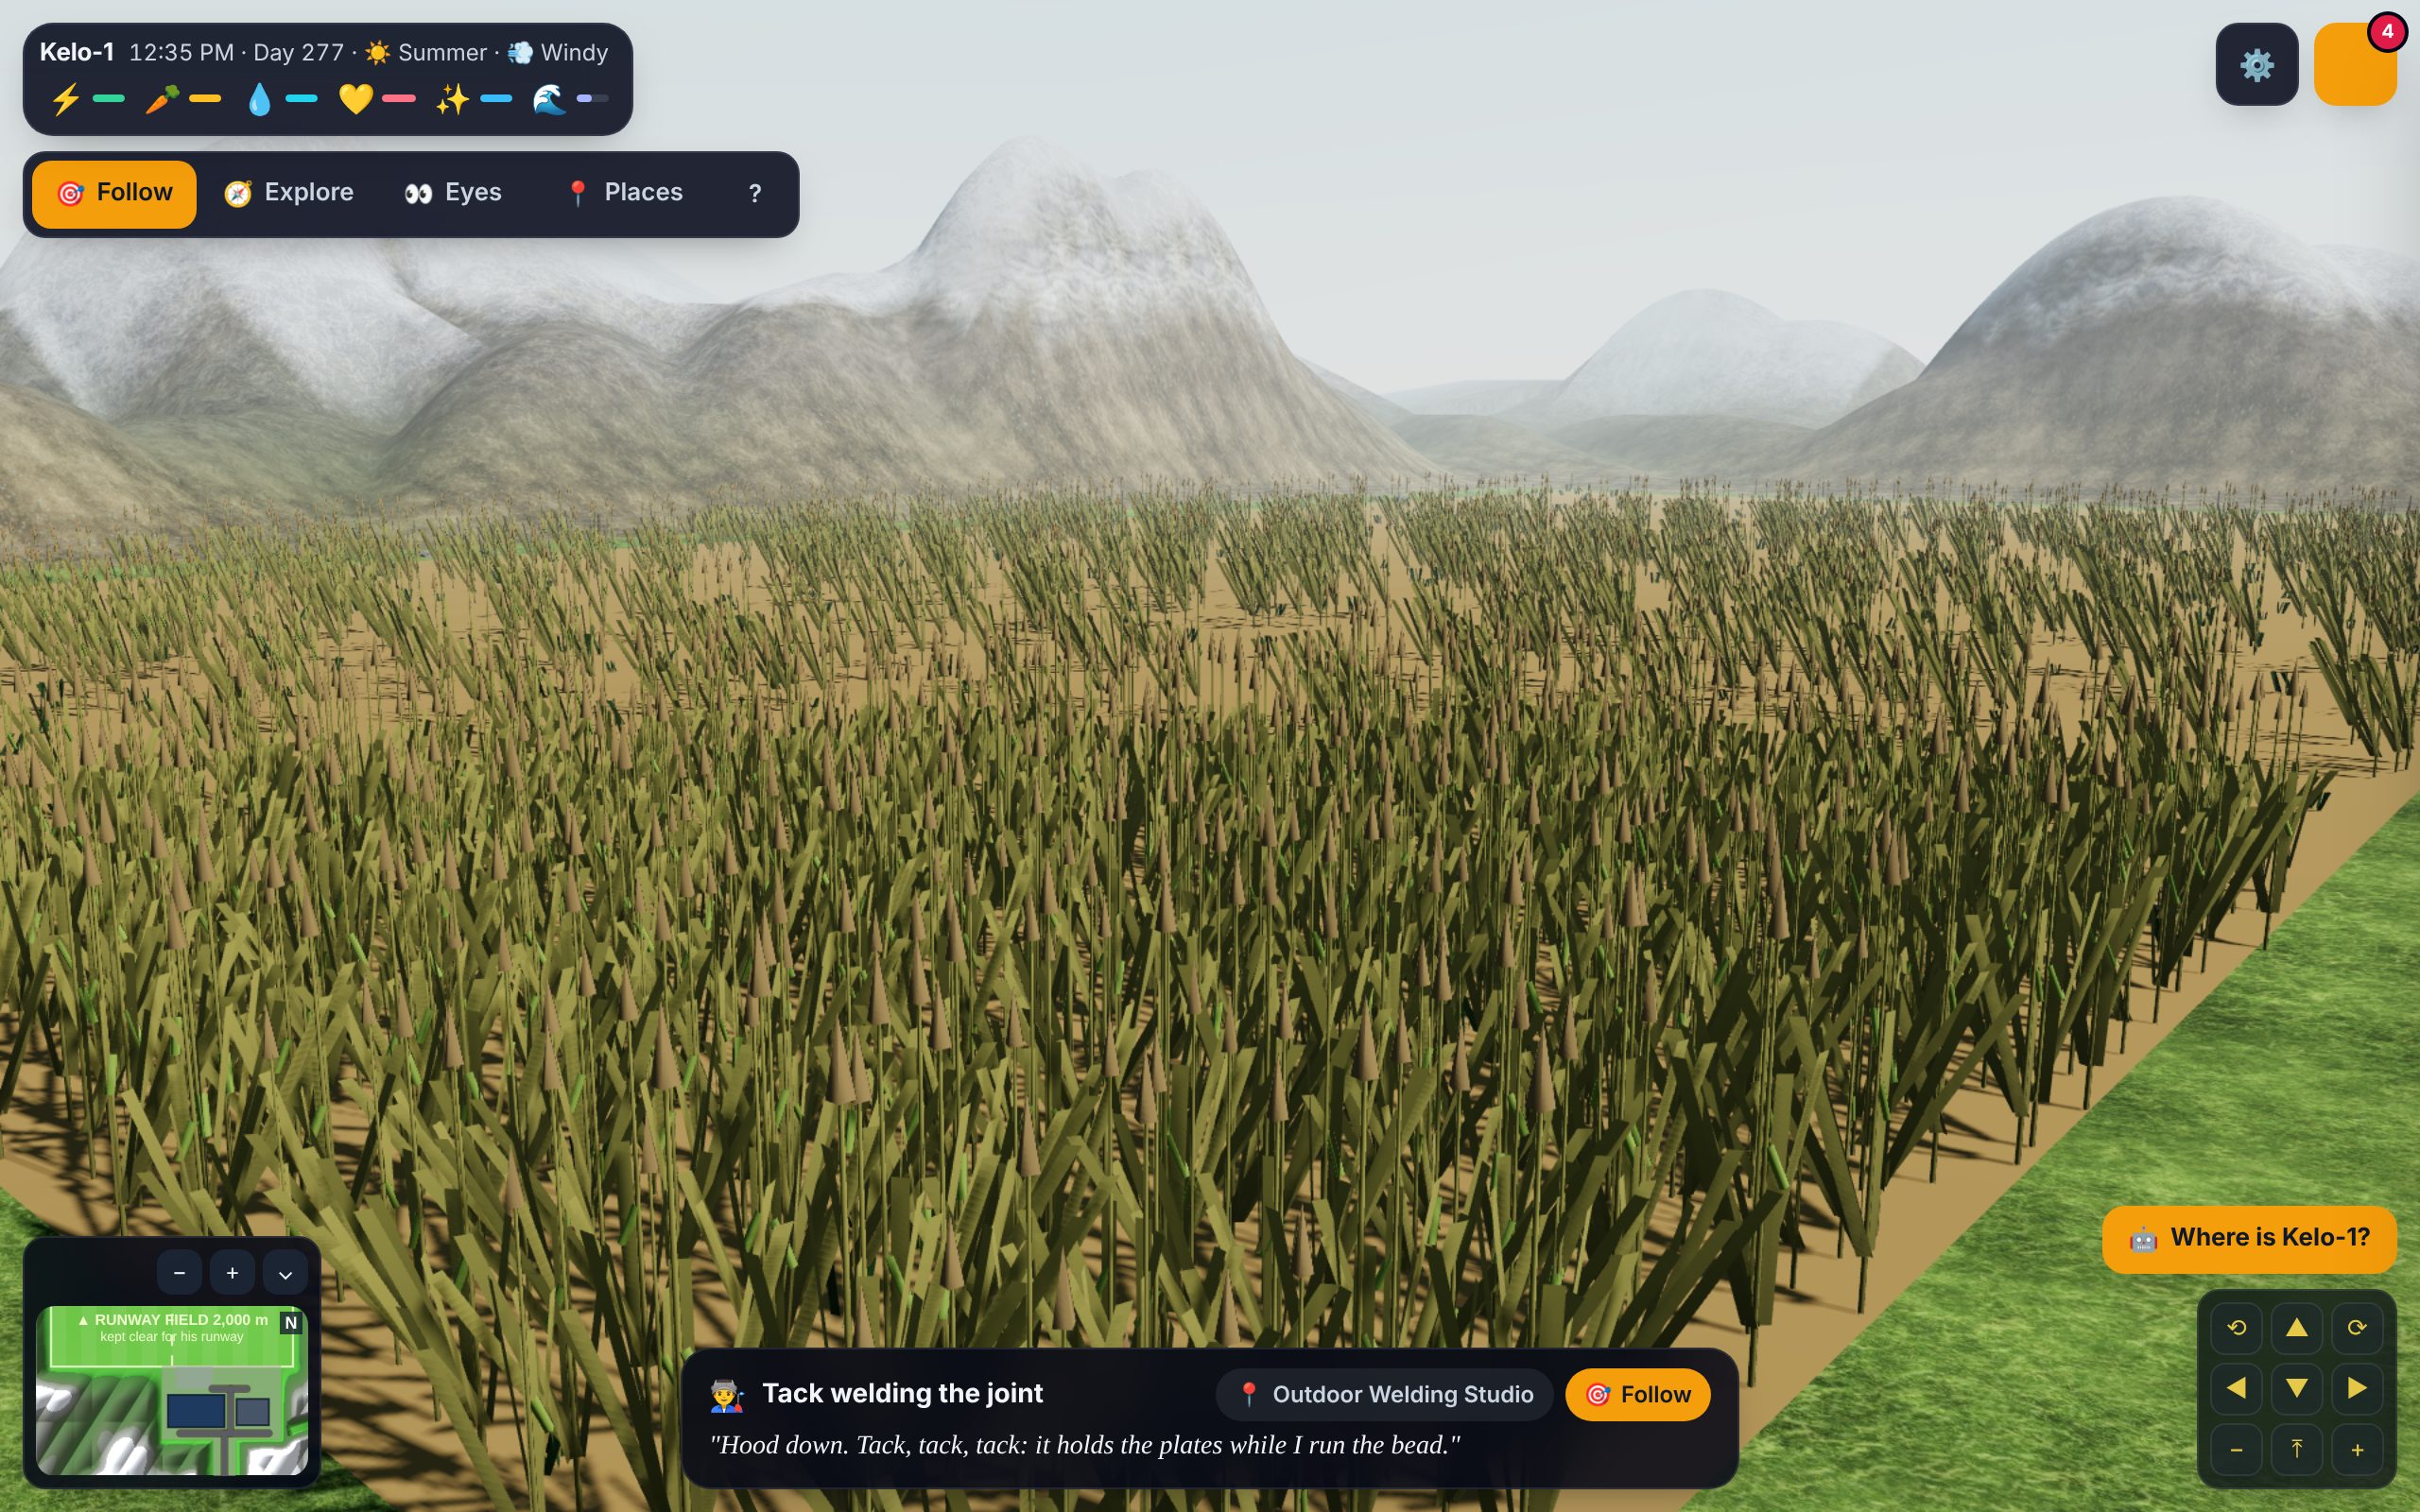 Kelo-1 12:35 PM · Day 277 · ☀️ Summer · 💨 Windy
4
🎯 Follow
🧭 Explore
👀 Eyes
📍 Places
?
🤖 Where is Kelo-1?
▲ RUNWAY FIELD 2,000 m
kept clear for his runway
N
👨‍🏭 Tack welding the joint
📍 Outdoor Welding Studio
🎯 Follow
"Hood down. Tack, tack, tack: it holds the plates while I run the bead."